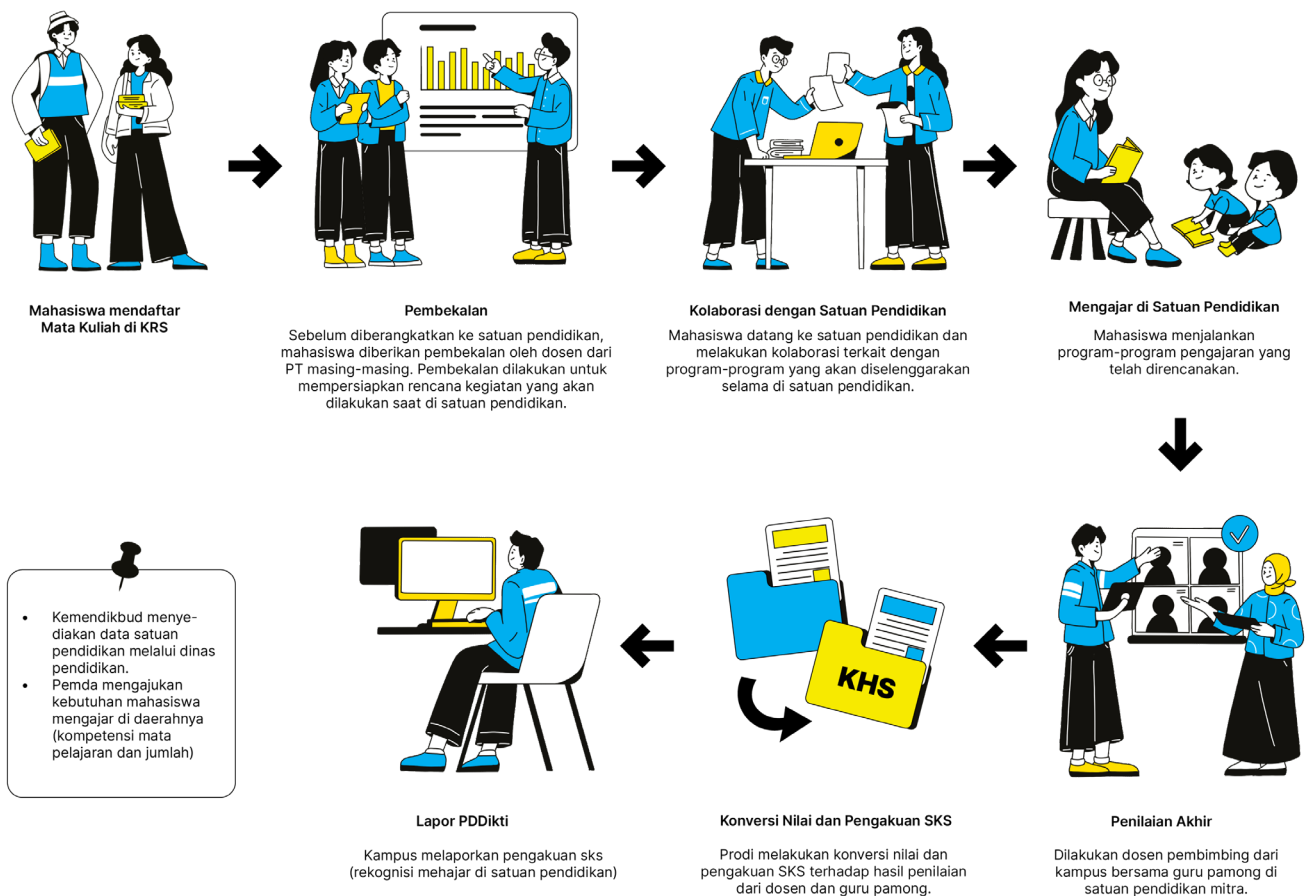 Mahasiswa mendaftar
Mata Kuliah di KRS
Pembekalan
Sebelum diberangkatkan ke satuan pendidikan,
mahasiswa diberikan pembekalan oleh dosen dari
PT masing-masing. Pembekalan dilakukan untuk
mempersiapkan rencana kegiatan yang akan
dilakukan saat di satuan pendidikan.
Kolaborasi dengan Satuan Pendidikan
Mahasiswa datang ke satuan pendidikan dan
melakukan kolaborasi terkait dengan
program-program yang akan diselenggarakan
selama di satuan pendidikan.
Mengajar di Satuan Pendidikan
Mahasiswa menjalankan
program-program pengajaran yang
telah direncanakan.
Penilaian Akhir
Dilakukan dosen pembimbing dari
kampus bersama guru pamong di
satuan pendidikan mitra.
KHS
Konversi Nilai dan Pengakuan SKS
Prodi melakukan konversi nilai dan
pengakuan SKS terhadap hasil penilaian
dari dosen dan guru pamong.
Lapor PDDikti
Kampus melaporkan pengakuan sks
(rekognisi mehajar di satuan pendidikan)
• Kemendikbud menye-
diakan data satuan
pendidikan melalui dinas
pendidikan.
• Pemda mengajukan
kebutuhan mahasiswa
mengajar di daerahnya
(kompetensi mata
pelajaran dan jumlah)